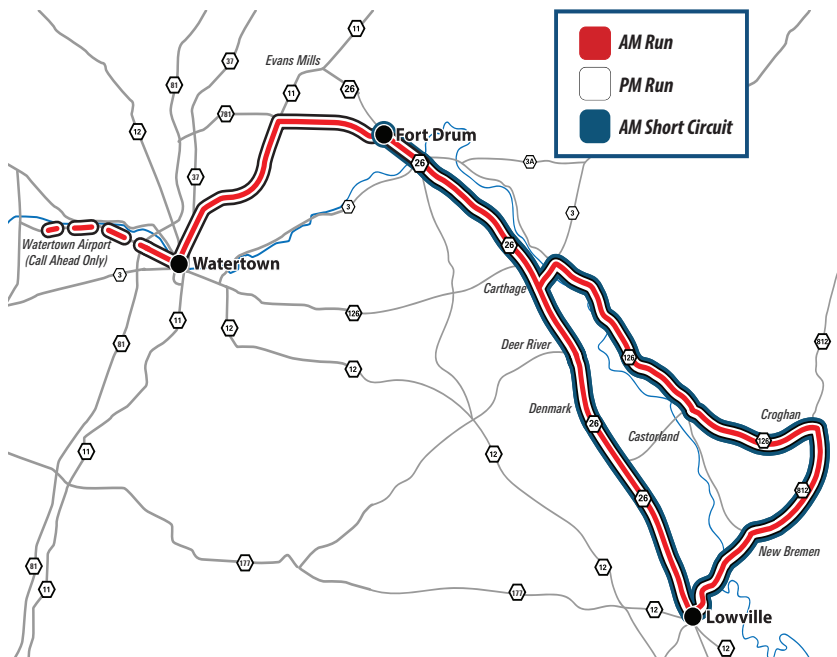 AM Run
PM Run
AM Short Circuit
11
37
81
Evans Mills
11
26
781
12
Fort Drum
26
3A
37
3
3
Watertown Airport
(Call Ahead Only)
Watertown
26
3
Carthage
126
11
12
81
Deer River
126
812
12
Denmark
26
Castorland
Croghan
126
11
12
812
26
New Bremen
81
177
12
11
177
12
Lowville
12